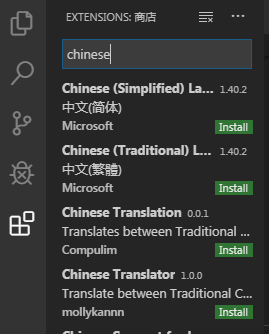 EXTENSIONS: 商店
chinese
Chinese (Simplified) La... 1.40.2
中文(简体)
Microsoft Install
Chinese (Traditional) L... 1.40.2
中文(繁體)
Microsoft Install
Chinese Translation 0.0.1
Translates between Traditional ...
Compulim Install
Chinese Translator 1.0.0
Translate between Traditional C...
mollykannn Install